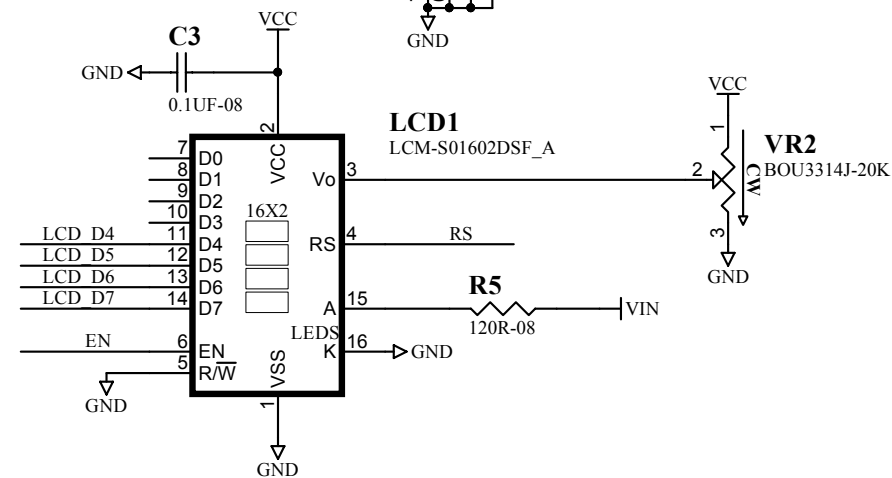 GND
VCC
C3
GND
0.1UF-08
2
VCC
LCD1
LCM-S01602DSF_A
VCC
1
VR2
BOU3314J-20K
2
CW
3
GND
7 D0
8 D1
9 D2
10 D3
LCD_D4 11 D4
LCD_D5 12 D5
LCD_D6 13 D6
LCD_D7 14 D7
16X2
Vo 3
RS 4 RS
R5
A 15
120R-08
VIN
LEDS
K 16 GND
EN 6 EN
5 R/W
GND
VSS
1
GND